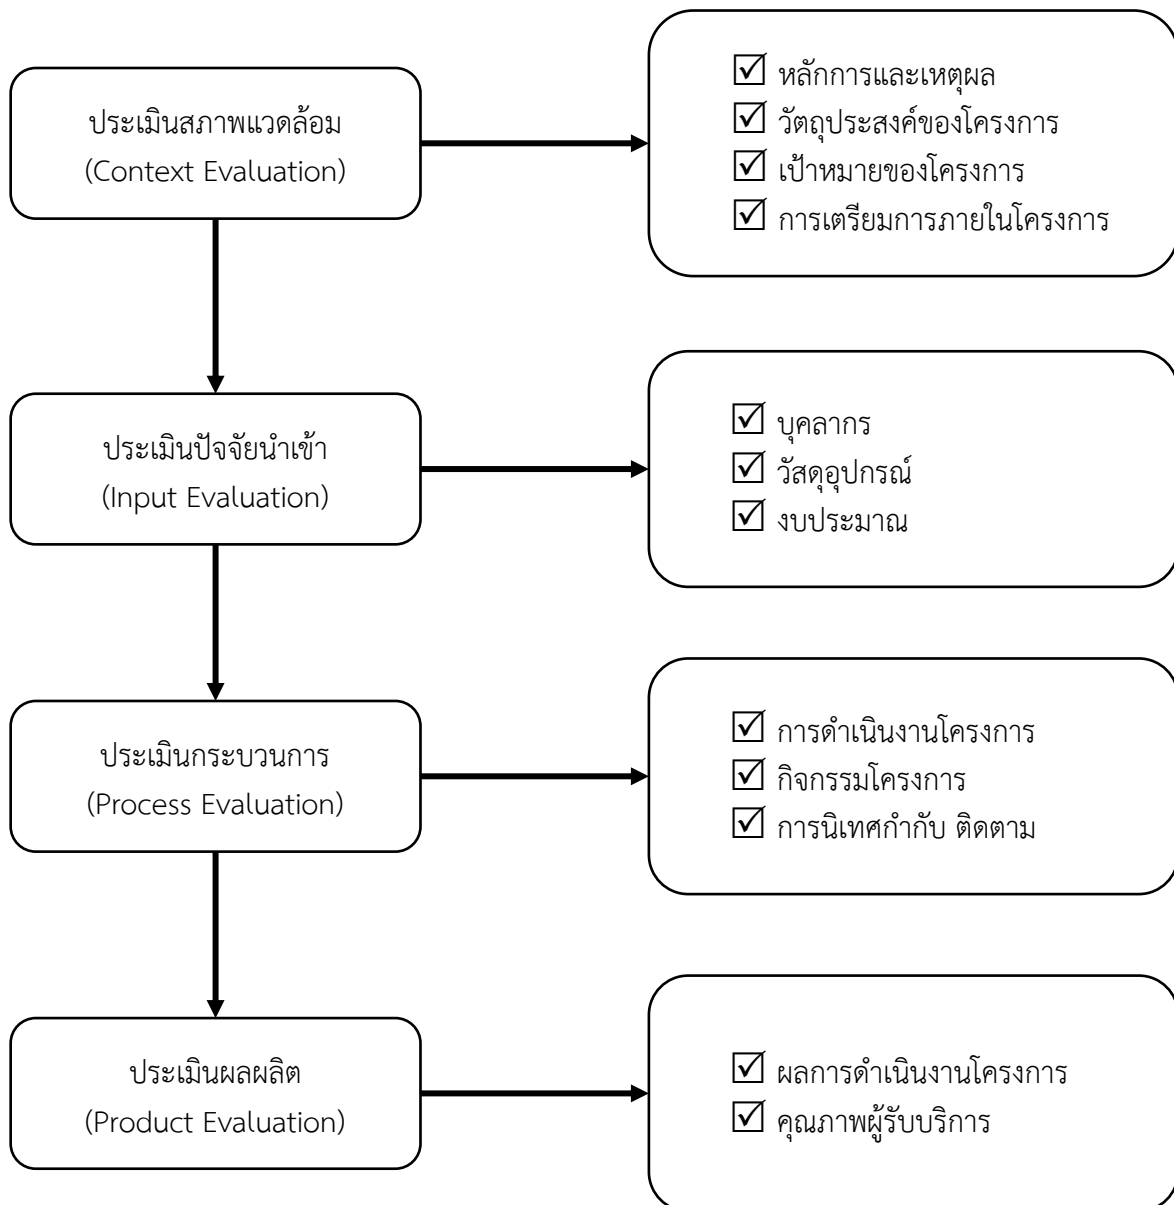 ประเมินสภาพแวดล้อม
(Context Evaluation)
☑ หลักการและเหตุผล
☑ วัตถุประสงค์ของโครงการ
☑ เป้าหมายของโครงการ
☑ การเตรียมการภายในโครงการ
ประเมินปัจจัยนำเข้า
(Input Evaluation)
☑ บุคลากร
☑ วัสดุอุปกรณ์
☑ งบประมาณ
ประเมินกระบวนการ
(Process Evaluation)
☑ การดำเนินงานโครงการ
☑ กิจกรรมโครงการ
☑ การนิเทศกำกับ ติดตาม
ประเมินผลผลิต
(Product Evaluation)
☑ ผลการดำเนินงานโครงการ
☑ คุณภาพผู้รับบริการ